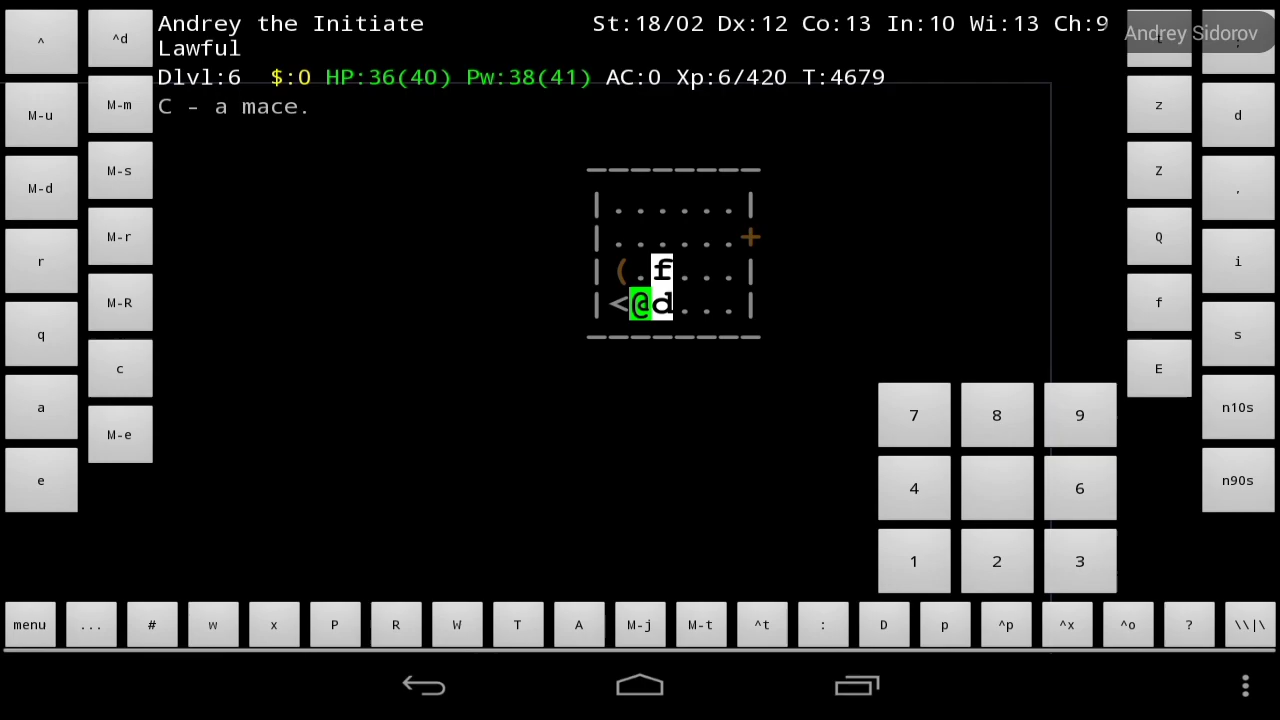 Andrey the Initiate St:18/02 Dx:12 Co:13 In:10 Wi:13 Ch:9
Andrey Sidorov
Lawful
Dlvl:6 $:0 HP:36(40) Pw:38(41) AC:0 Xp:6/420 T:4679
C - a mace.
--------
|......|
|......+
|(.f...|
|<@d...|
--------
^ ^d
M-u M-m
M-d M-s
r M-r
q M-R
a c
e M-e
z d
Z ,
Q i
f s
E n10s
n90s
7 8 9
4 6
1 2 3
menu ... # w x P R W T A M-j M-t ^t : D p ^p ^x ^o ? \\|\